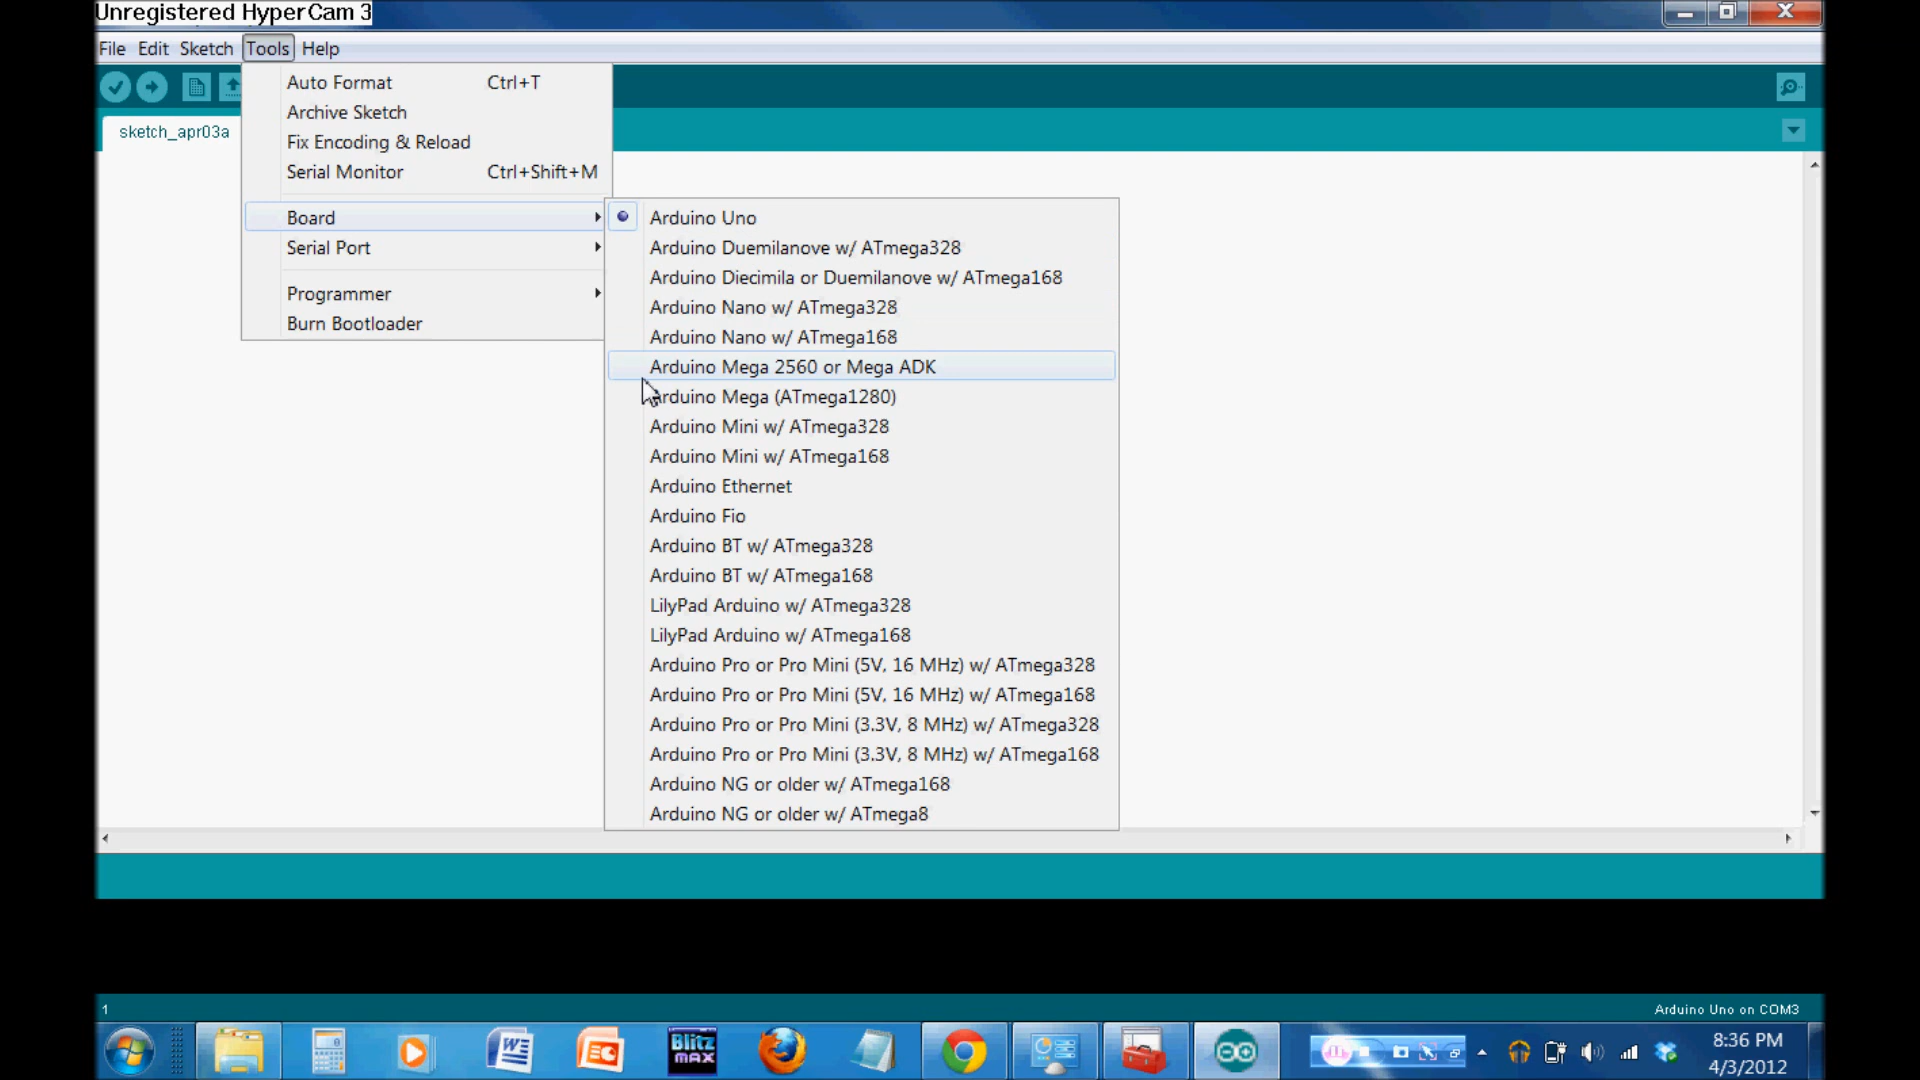 Unregistered HyperCam 3
File Edit Sketch Tools Help
Auto Format Ctrl+T
Archive Sketch
Fix Encoding & Reload
Serial Monitor Ctrl+Shift+M
Board
Serial Port
Programmer
Burn Bootloader
sketch_apr03a
Arduino Uno
Arduino Duemilanove w/ ATmega328
Arduino Diecimila or Duemilanove w/ ATmega168
Arduino Nano w/ ATmega328
Arduino Nano w/ ATmega168
Arduino Mega 2560 or Mega ADK
Arduino Mega (ATmega1280)
Arduino Mini w/ ATmega328
Arduino Mini w/ ATmega168
Arduino Ethernet
Arduino Fio
Arduino BT w/ ATmega328
Arduino BT w/ ATmega168
LilyPad Arduino w/ ATmega328
LilyPad Arduino w/ ATmega168
Arduino Pro or Pro Mini (5V, 16 MHz) w/ ATmega328
Arduino Pro or Pro Mini (5V, 16 MHz) w/ ATmega168
Arduino Pro or Pro Mini (3.3V, 8 MHz) w/ ATmega328
Arduino Pro or Pro Mini (3.3V, 8 MHz) w/ ATmega168
Arduino NG or older w/ ATmega168
Arduino NG or older w/ ATmega8
1
Arduino Uno on COM3
Blitz
MAX
8:36 PM
4/3/2012